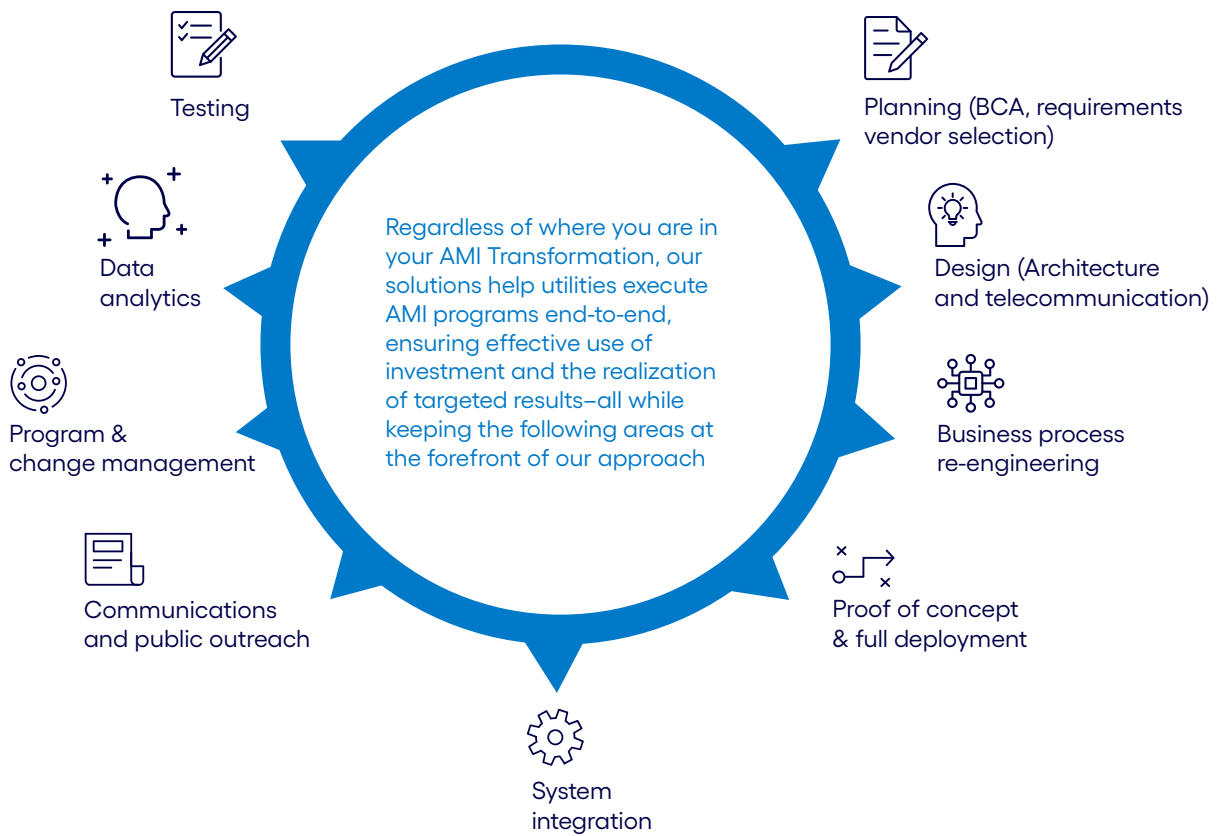 Testing
Planning (BCA, requirements
vendor selection)
Data
analytics
Design (Architecture
and telecommunication)
Regardless of where you are in
your AMI Transformation, our
solutions help utilities execute
AMI programs end-to-end,
ensuring effective use of
investment and the realization
of targeted results–all while
keeping the following areas at
the forefront of our approach
Program &
change management
Business process
re-engineering
Communications
and public outreach
Proof of concept
& full deployment
System
integration